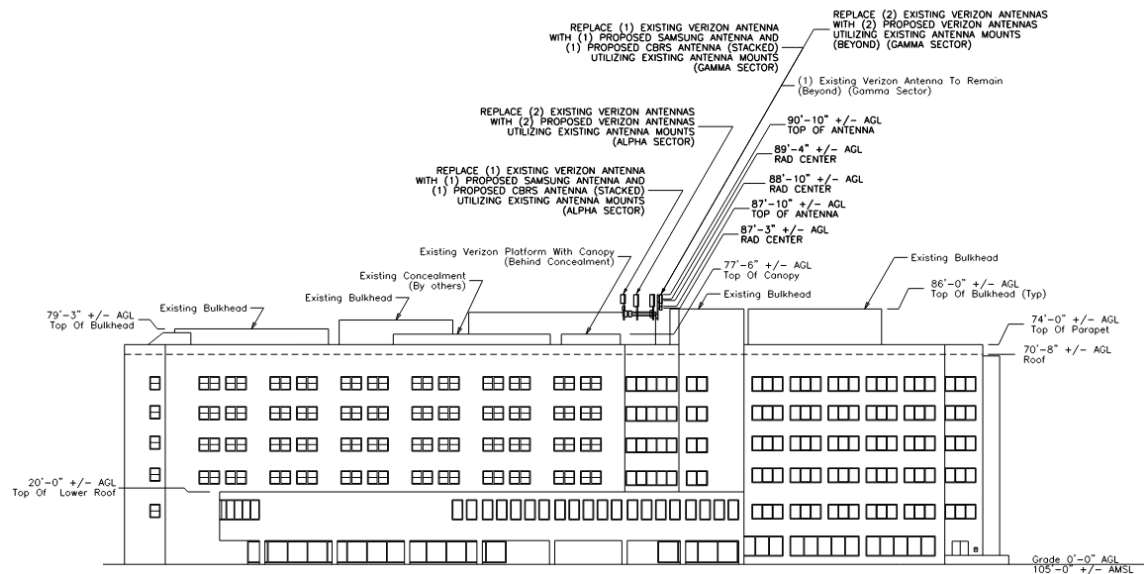 REPLACE (1) EXISTING VERIZON ANTENNA
WITH (1) PROPOSED SAMSUNG ANTENNA AND
(1) PROPOSED CBRS ANTENNA (STACKED)
UTILIZING EXISTING ANTENNA MOUNTS
(GAMMA SECTOR)
REPLACE (2) EXISTING VERIZON ANTENNAS
WITH (2) PROPOSED VERIZON ANTENNAS
UTILIZING EXISTING ANTENNA MOUNTS
(BEYOND) (GAMMA SECTOR)
(1) Existing Verizon Antenna To Remain
(Beyond) (Gamma Sector)
REPLACE (2) EXISTING VERIZON ANTENNAS
WITH (2) PROPOSED VERIZON ANTENNAS
UTILIZING EXISTING ANTENNA MOUNTS
(ALPHA SECTOR)
90'-10" +/- AGL
TOP OF ANTENNA
89'-4" +/- AGL
RAD CENTER
REPLACE (1) EXISTING VERIZON ANTENNA
WITH (1) PROPOSED SAMSUNG ANTENNA AND
(1) PROPOSED CBRS ANTENNA (STACKED)
UTILIZING EXISTING ANTENNA MOUNTS
(ALPHA SECTOR)
88'-10" +/- AGL
RAD CENTER
87'-10" +/- AGL
TOP OF ANTENNA
87'-3" +/- AGL
RAD CENTER
Existing Verizon Platform With Canopy
(Behind Concealment)
77'-6" +/- AGL
Top Of Canopy
Existing Bulkhead
Existing Concealment
(By others)
Existing Bulkhead
Existing Bulkhead
86'-0" +/- AGL
Top Of Bulkhead (Typ)
Existing Bulkhead
79'-3" +/- AGL
Top Of Bulkhead
74'-0" +/- AGL
Top Of Parapet
70'-8" +/- AGL
Roof
20'-0" +/- AGL
Top Of Lower Roof
Grade 0'-0" AGL
105'-0" +/- AMSL